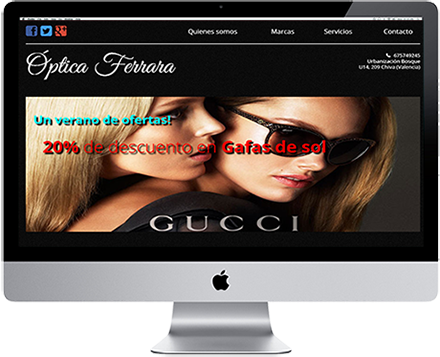 Quienes somos Marcas Servicios Contacto
Óptica Ferrara
675749245
Urbanización Bosque
U14, 209 Chiva (Valencia)
Un verano de ofertas!
20% de descuento en Gafas de sol
GUCCI